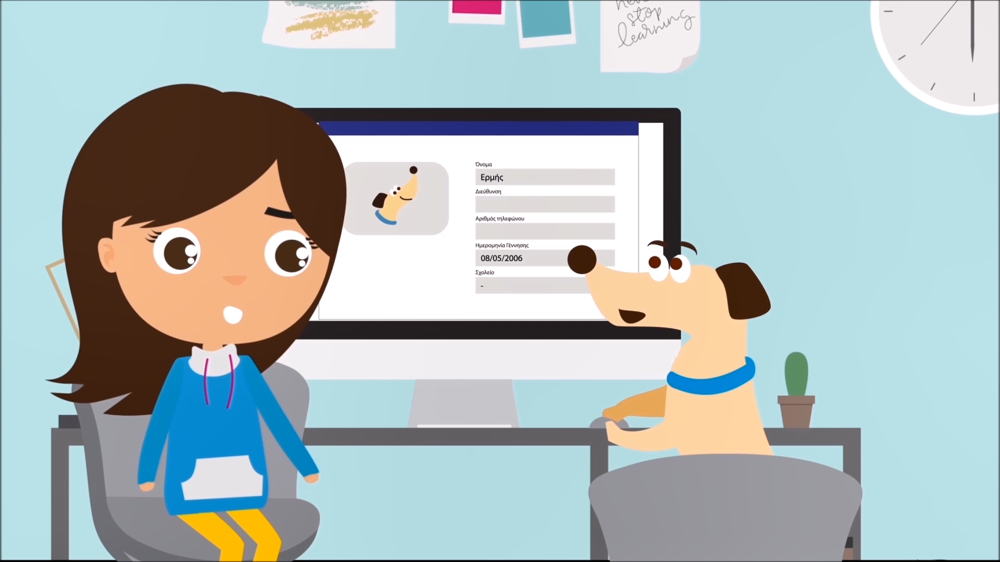 stop
learning
Όνομα
Ερμής
Διεύθυνση
Αριθμός τηλεφώνου
Ημερομηνία Γέννησης
08/05/2006
Σχολείο
-